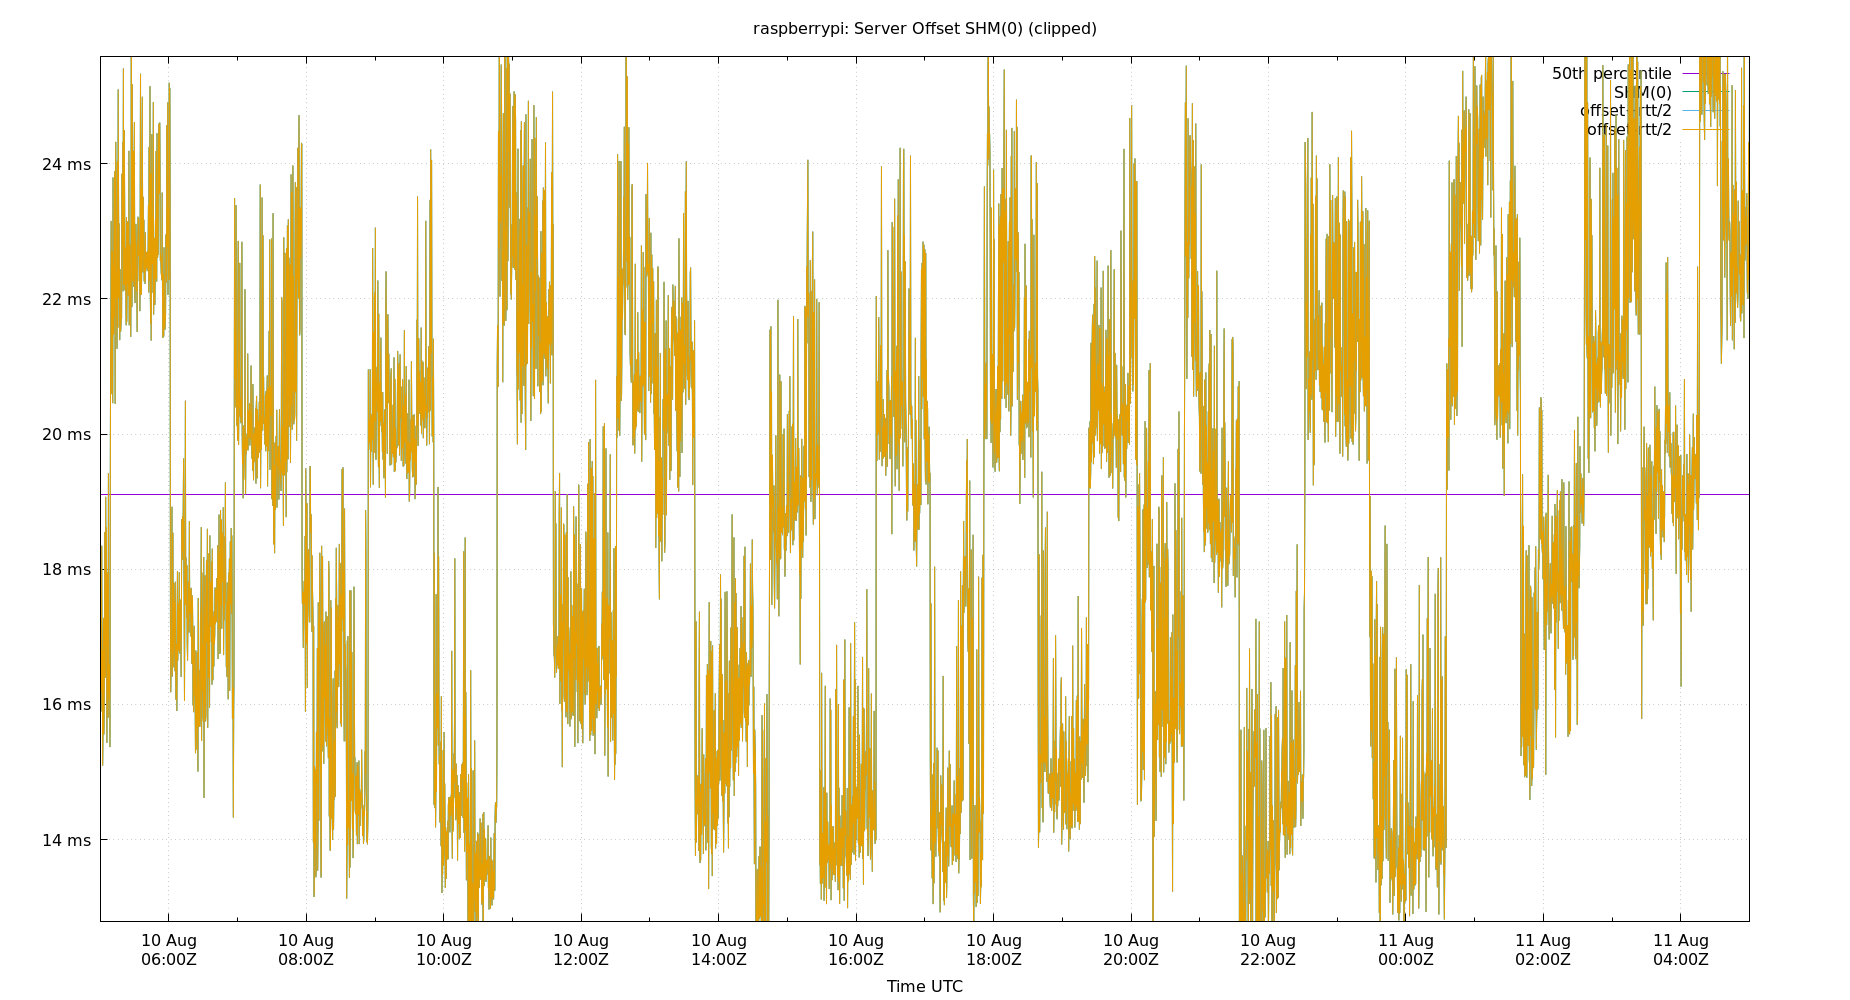 raspberrypi: Server Offset SHM(0) (clipped)
50th percentile
SHM(0)
offset-rtt/2
24 ms
22 ms
20 ms
18 ms
16 ms
14 ms
10 Aug 10 Aug 10 Aug 10 Aug 10 Aug 10 Aug 10 Aug 10 Aug 10 Aug 11 Aug 11 Aug 11 Aug
06:00Z 08:00Z 10:00Z 12:00Z 14:00Z 16:00Z 18:00Z 20:00Z 22:00Z 00:00Z 02:00Z 04:00Z
Time UTC